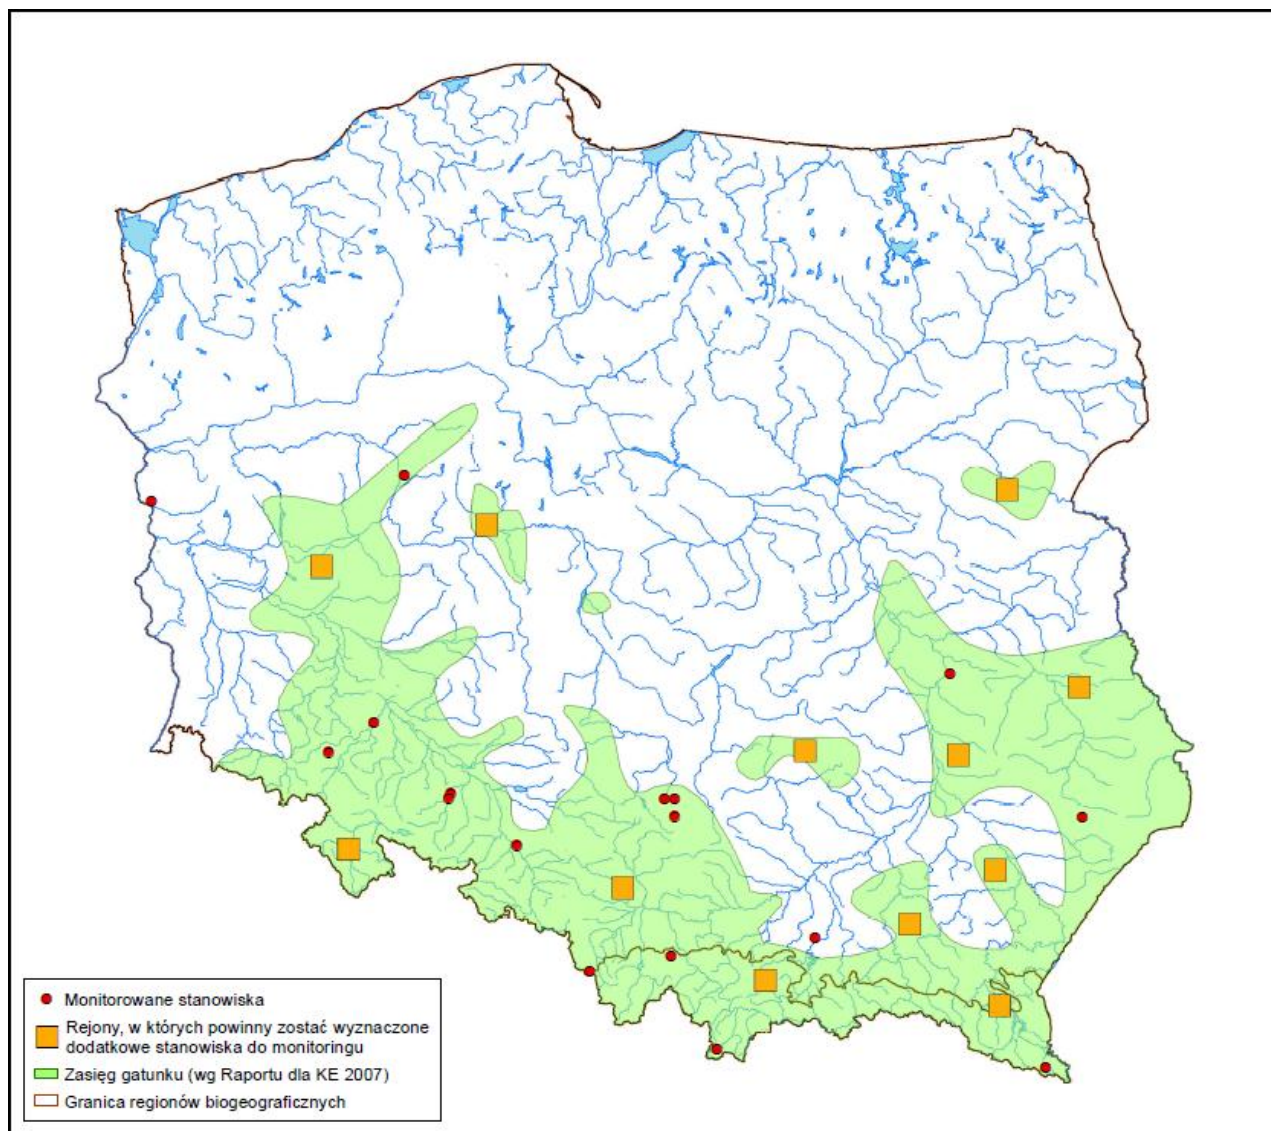 Monitorowane stanowiska
Rejony, w których powinny zostać wyznaczone
dodatkowe stanowiska do monitoringu
Zasięg gatunku (wg Raportu dla KE 2007)
Granica regionów biogeograficznych